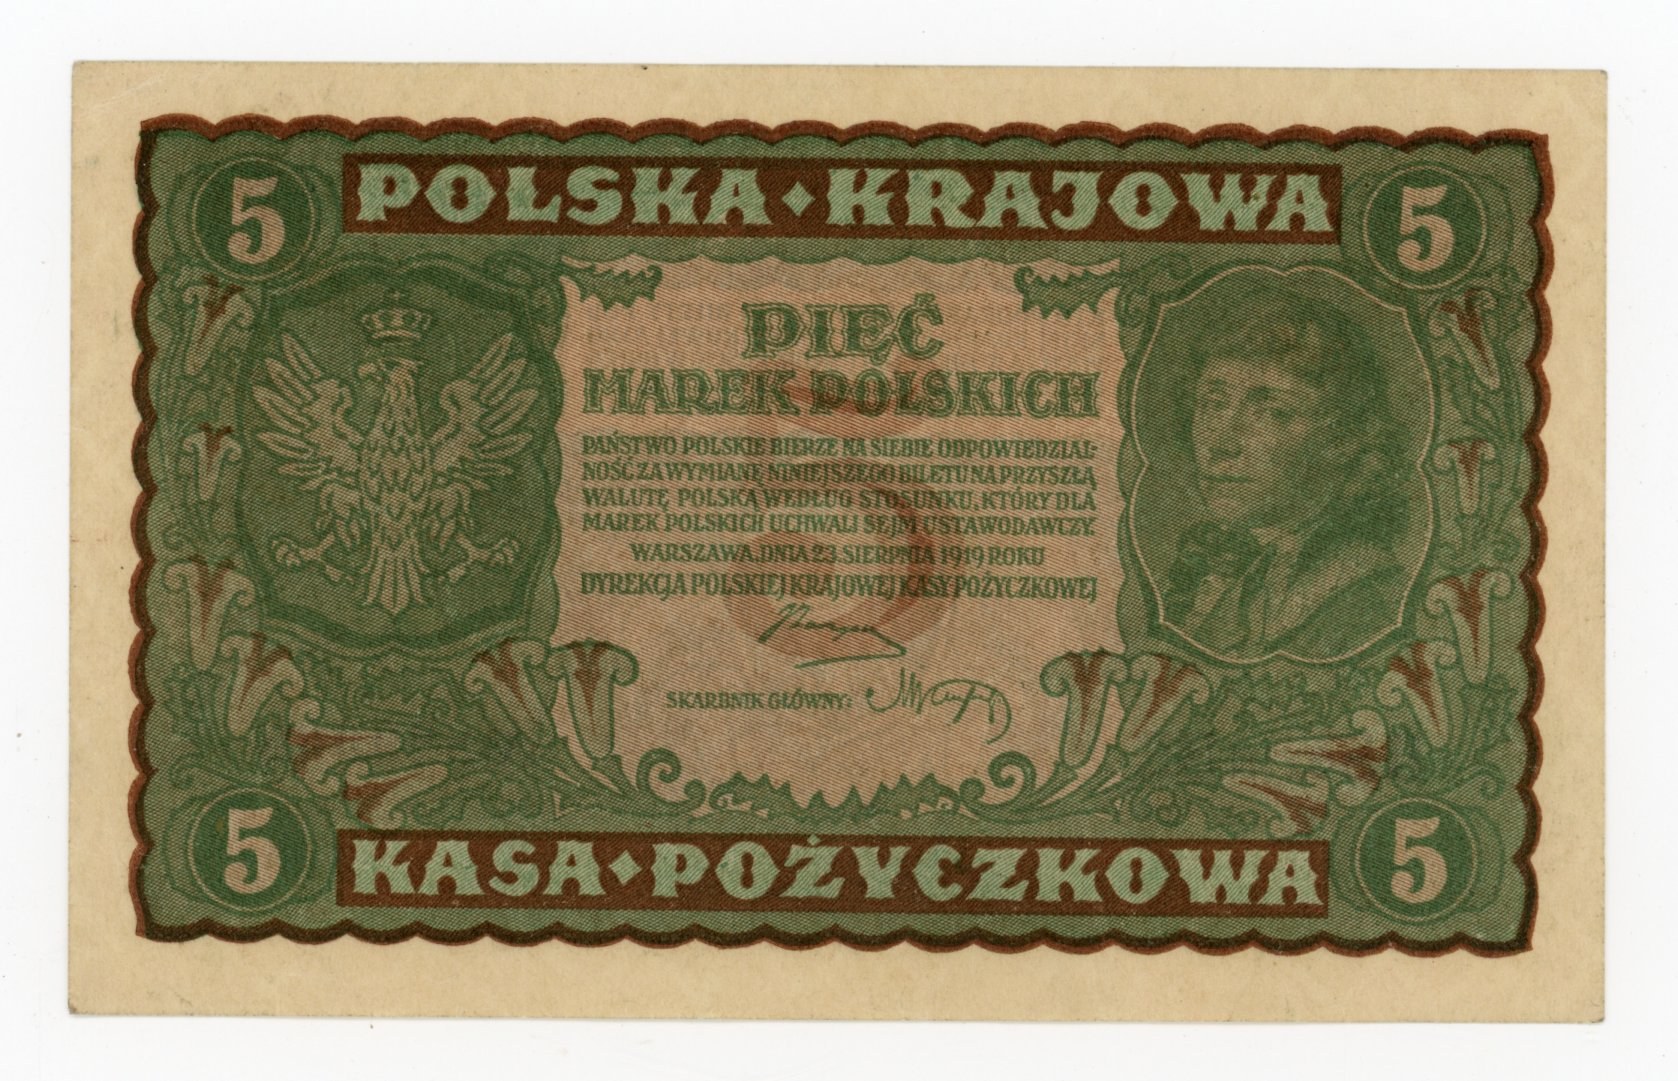 5 POLSKA • KRAJOWA 5
PIĘĆ
MAREK POLSKICH
PAŃSTWO POLSKIE BIERZE NA SIEBIE ODPOWIEDZIAL-
NOŚĆ ZA WYMIANĘ NINIEJSZEGO BILETU NA PRZYSZŁĄ
WALUTĘ POLSKĄ WEDŁUG STOSUNKU, KTÓRY DLA
MAREK POLSKICH UCHWALI SEJM USTAWODAWCZY.
WARSZAWA, DNIA 23. SIERPNIA 1919 ROKU
DYREKCJA POLSKIEJ KRAJOWEJ KASY POŻYCZKOWEJ
5
SKARBNIK GŁÓWNY:
5 KASA • POŻYCZKOWA 5